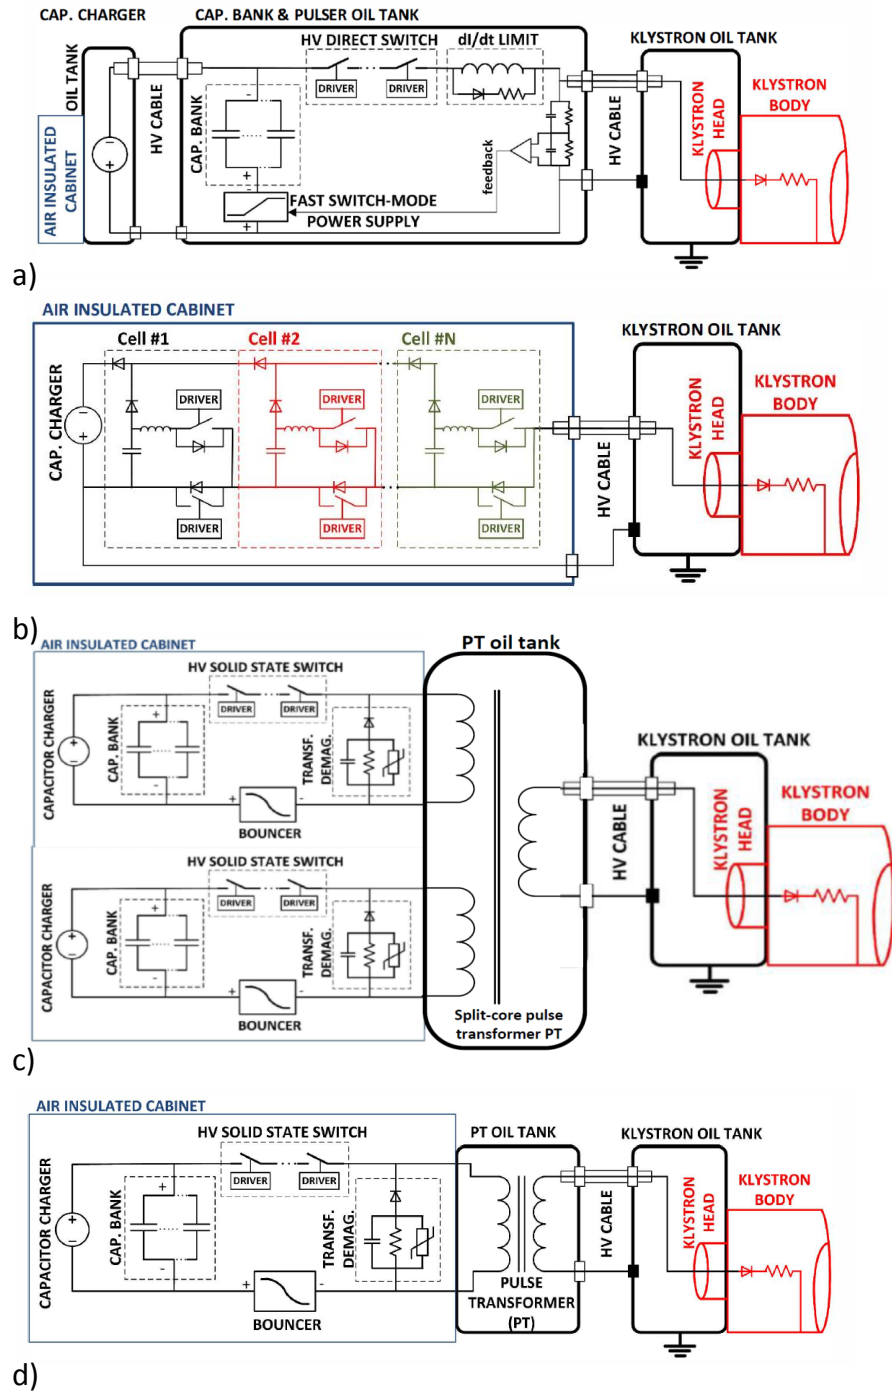 CAP. CHARGER
CAP. BANK & PULSER OIL TANK
HV DIRECT SWITCH
dI/dt LIMIT
KLYSTRON OIL TANK
OIL TANK
AIR INSULATED
CABINET
HV CABLE
DRIVER
DRIVER
CAP. BANK
-
+
feedback
FAST SWITCH-MODE
POWER SUPPLY
+
HV CABLE
KLYSTRON
HEAD
KLYSTRON
BODY
a)
AIR INSULATED CABINET
Cell #1
Cell #2
Cell #N
KLYSTRON OIL TANK
CAP. CHARGER
DRIVER
DRIVER
DRIVER
DRIVER
DRIVER
DRIVER
HV CABLE
KLYSTRON
HEAD
KLYSTRON
BODY
b)
AIR INSULATED CABINET
PT oil tank
HV SOLID STATE SWITCH
DRIVER
DRIVER
CAPACITOR CHARGER
+
-
CAP. BANK
+
-
TRANSF.
DEMAG.
+
-
BOUNCER
KLYSTRON OIL TANK
HV CABLE
KLYSTRON
HEAD
KLYSTRON
BODY
HV SOLID STATE SWITCH
DRIVER
DRIVER
CAPACITOR CHARGER
+
-
CAP. BANK
+
-
TRANSF.
DEMAG.
+
-
BOUNCER
Split-core pulse
transformer PT
c)
AIR INSULATED CABINET
HV SOLID STATE SWITCH
PT OIL TANK
KLYSTRON OIL TANK
DRIVER
DRIVER
CAPACITOR CHARGER
+
-
CAP. BANK
+
-
TRANSF.
DEMAG.
+
-
BOUNCER
PULSE
TRANSFORMER
(PT)
HV CABLE
KLYSTRON
HEAD
KLYSTRON
BODY
d)